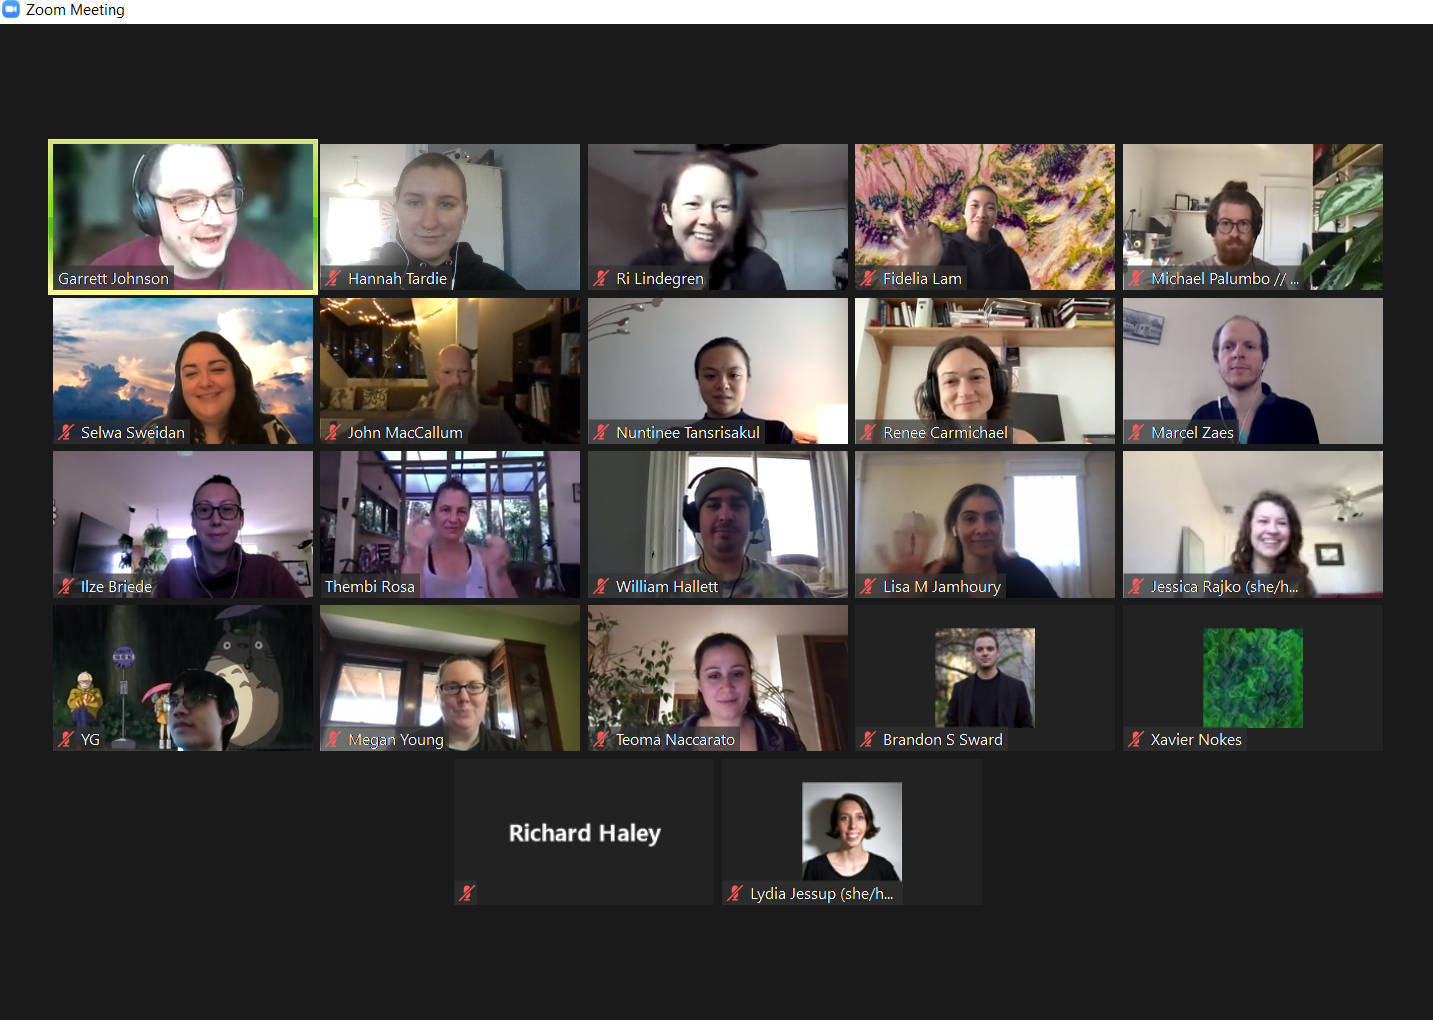 Zoom Meeting
Garrett Johnson
Hannah Tardie
Ri Lindegren
Fidelia Lam
Michael Palumbo // ...
Selwa Sweidan
John MacCallum
Nuntinee Tansrisakul
Renee Carmichael
Marcel Zaes
Ilze Briede
Thembi Rosa
William Hallett
Lisa M Jamhoury
Jessica Rajko (she/h...
YG
Megan Young
Teoma Naccarato
Brandon S Sward
Xavier Nokes
Richard Haley
Lydia Jessup (she/h...